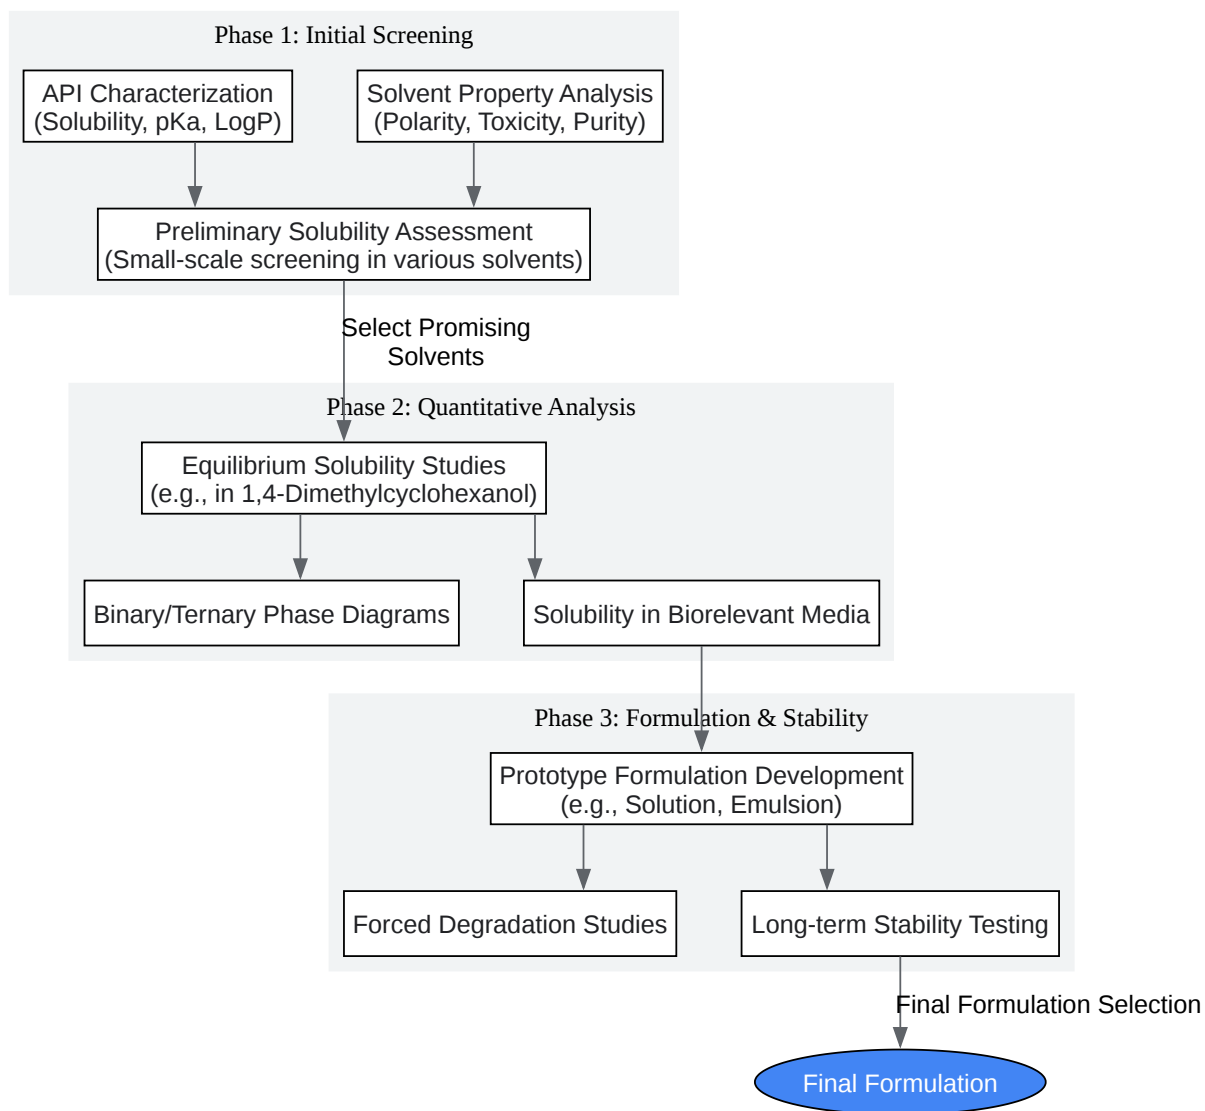 Phase 1: Initial Screening
API Characterization
(Solubility, pKa, LogP)
Solvent Property Analysis
(Polarity, Toxicity, Purity)
Preliminary Solubility Assessment
(Small-scale screening in various solvents)
Select Promising
Solvents
Phase 2: Quantitative Analysis
Equilibrium Solubility Studies
(e.g., in 1,4-Dimethylcyclohexanol)
Binary/Ternary Phase Diagrams
Solubility in Biorelevant Media
Phase 3: Formulation & Stability
Prototype Formulation Development
(e.g., Solution, Emulsion)
Forced Degradation Studies
Long-term Stability Testing
Final Formulation Selection
Final Formulation